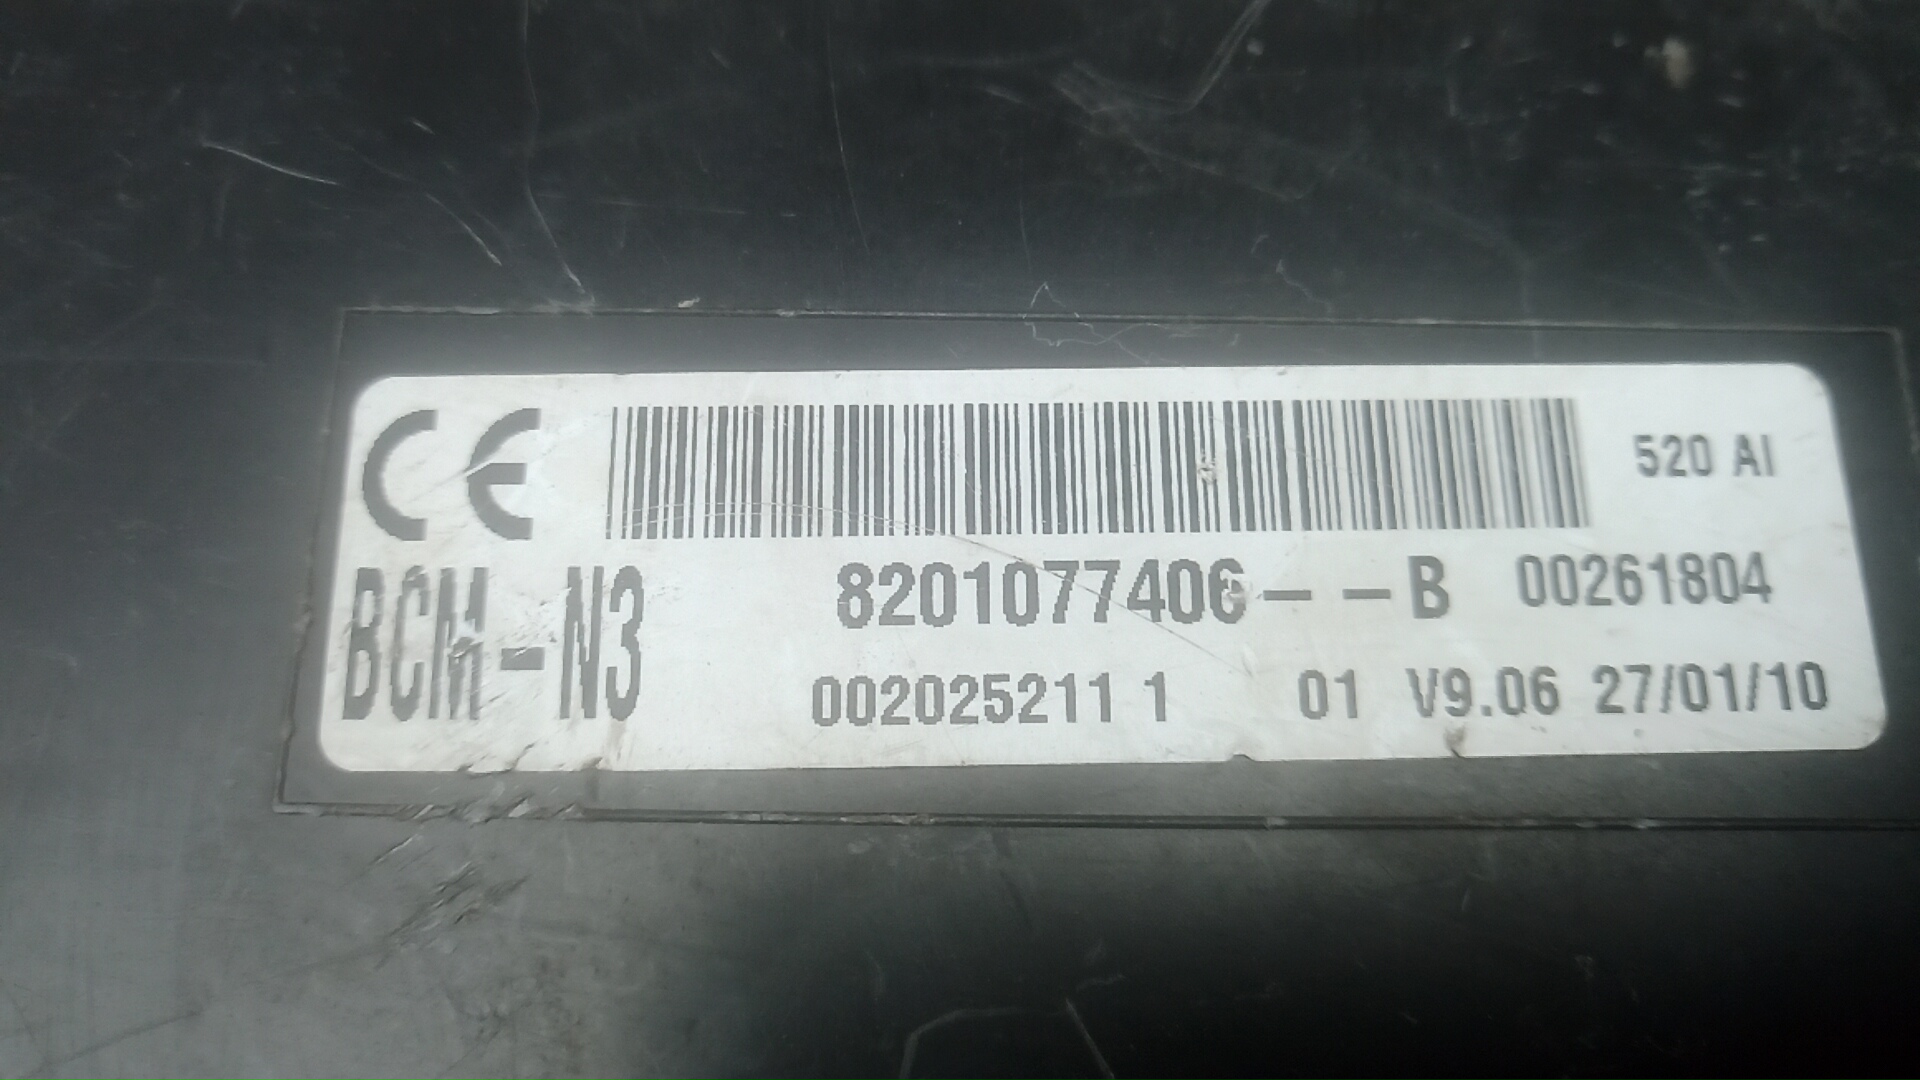 CE 520 AI
BCM-N3 8201077406--B 00261804
002025211 1 01 V9.06 27/01/10